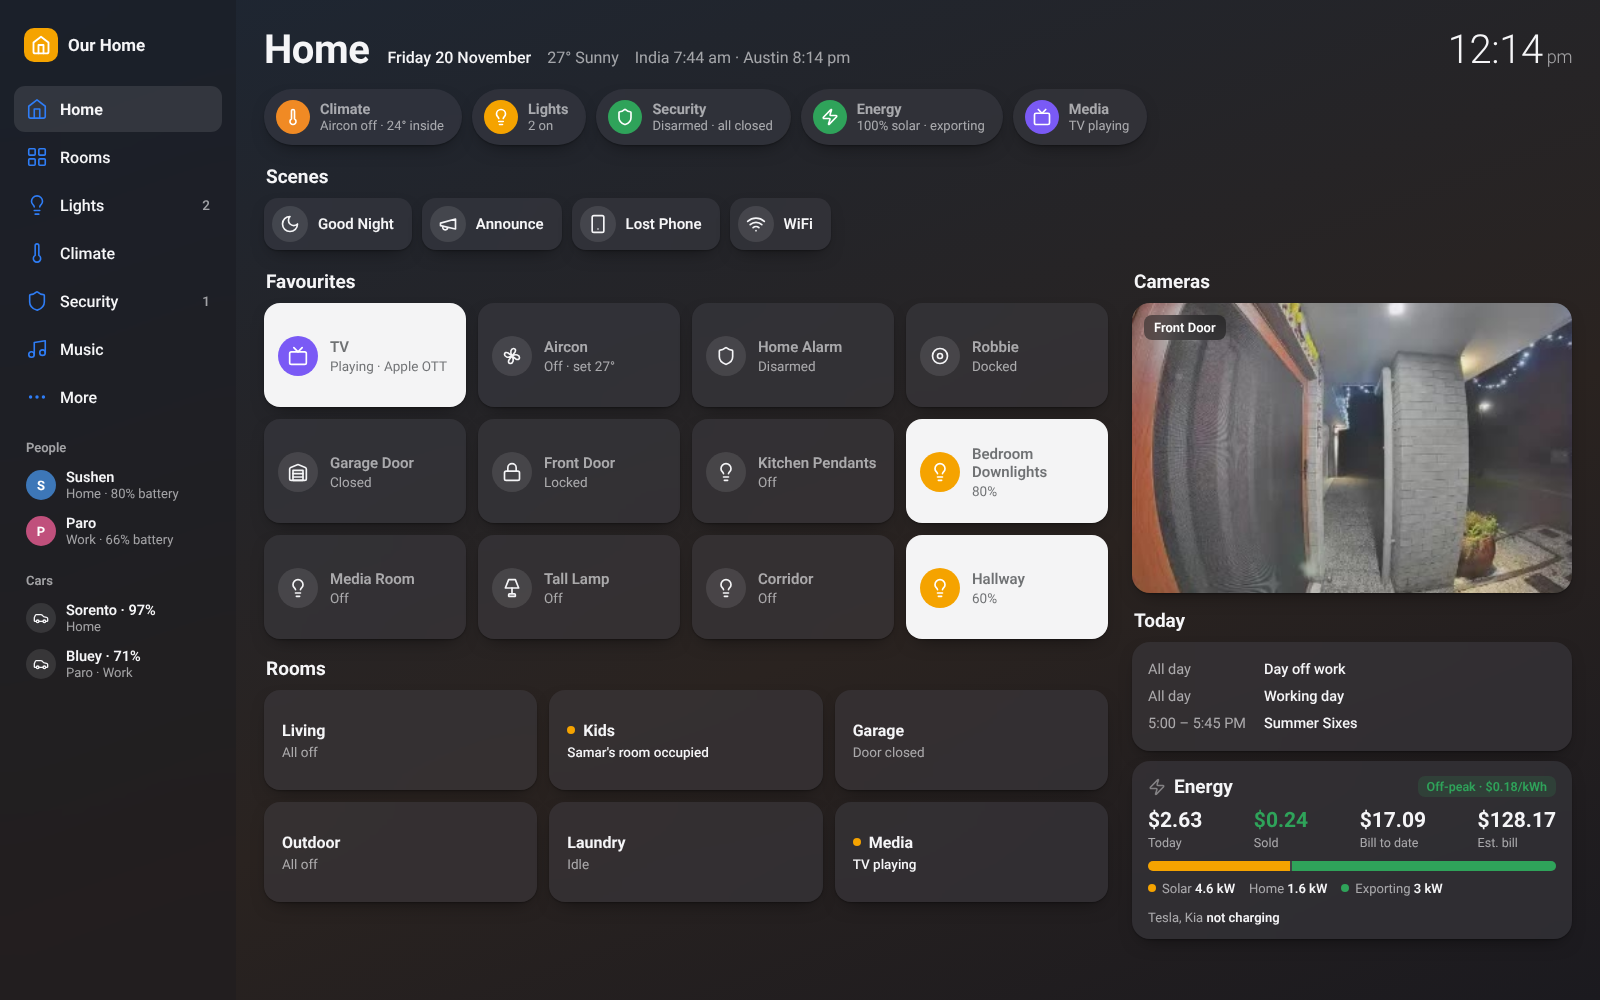 Our Home
Home
Rooms
Lights 2
Climate
Security 1
Music
More
People
S
Sushen
Home · 80% battery
P
Paro
Work · 66% battery
Cars
Sorento · 97%
Home
Bluey · 71%
Paro · Work
Home Friday 20 November 27° Sunny India 7:44 am · Austin 8:14 pm
12:14 pm
Climate
Aircon off · 24° inside
Lights
2 on
Security
Disarmed · all closed
Energy
100% solar · exporting
Media
TV playing
Scenes
Good Night
Announce
Lost Phone
WiFi
Favourites
TV
Playing · Apple OTT
Aircon
Off · set 27°
Home Alarm
Disarmed
Robbie
Docked
Garage Door
Closed
Front Door
Locked
Kitchen Pendants
Off
Bedroom
Downlights
80%
Media Room
Off
Tall Lamp
Off
Corridor
Off
Hallway
60%
Rooms
Living
All off
Kids
Samar's room occupied
Garage
Door closed
Outdoor
All off
Laundry
Idle
Media
TV playing
Cameras
Front Door
Today
All day Day off work
All day Working day
5:00 – 5:45 PM Summer Sixes
Energy
Off-peak · $0.18/kWh
$2.63 $0.24 $17.09 $128.17
Today Sold Bill to date Est. bill
Solar 4.6 kW Home 1.6 kW Exporting 3 kW
Tesla, Kia not charging